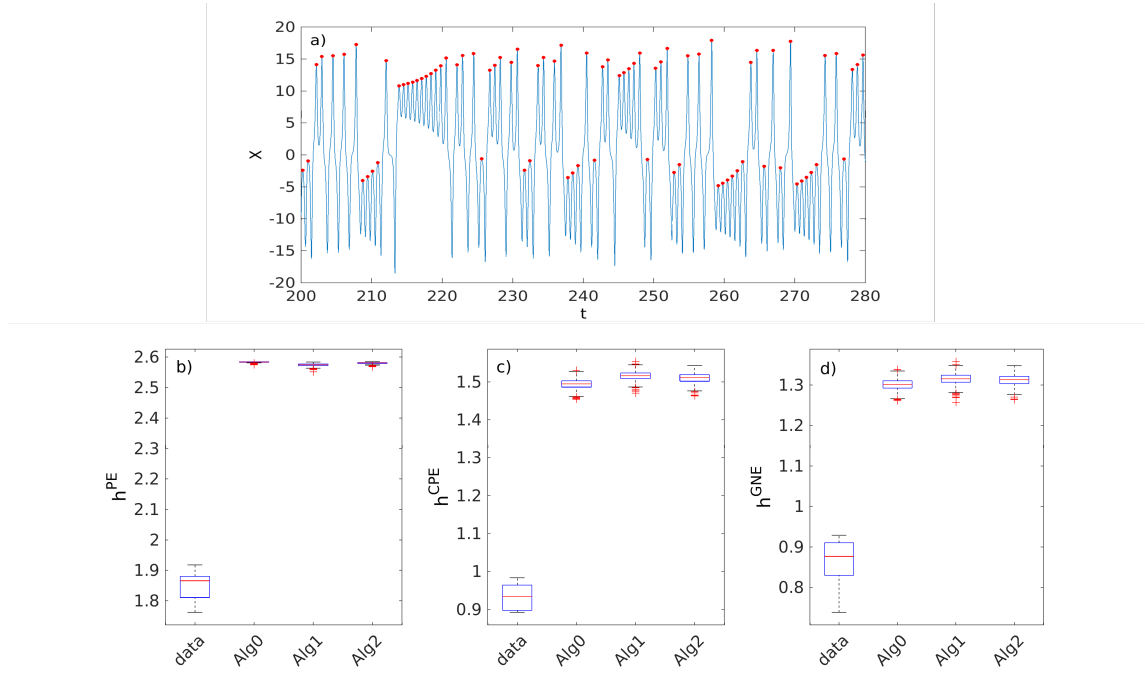 a)
20
15
10
5
0
-5
-10
-15
-20
X
200 210 220 230 240 250 260 270 280
t
b)
2.6
2.5
2.4
2.3
2.2
2.1
2
1.9
1.8
h^PE
data Alg0 Alg1 Alg2
c)
1.5
1.4
1.3
1.2
1.1
1
0.9
h^CPE
data Alg0 Alg1 Alg2
d)
1.3
1.2
1.1
1
0.9
0.8
h^GNE
data Alg0 Alg1 Alg2